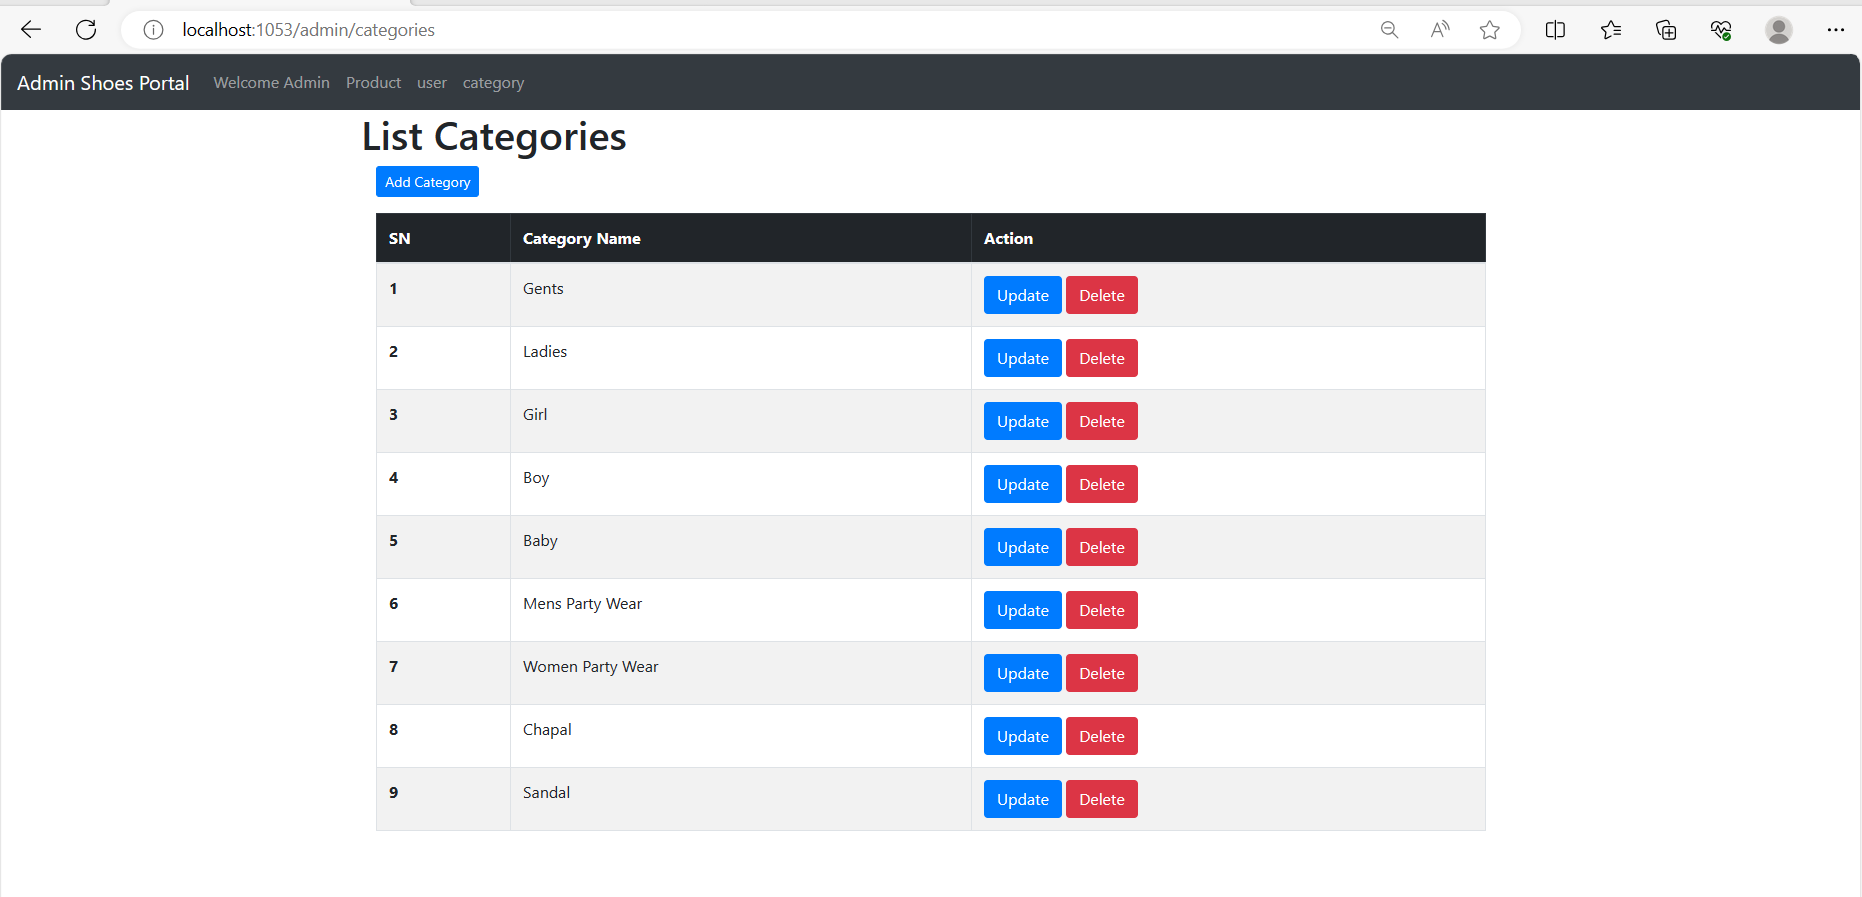 localhost:1053/admin/categories
Admin Shoes Portal Welcome Admin Product user category
List Categories
Add Category
SN Category Name Action
1 Gents Update Delete
2 Ladies Update Delete
3 Girl Update Delete
4 Boy Update Delete
5 Baby Update Delete
6 Mens Party Wear Update Delete
7 Women Party Wear Update Delete
8 Chapal Update Delete
9 Sandal Update Delete